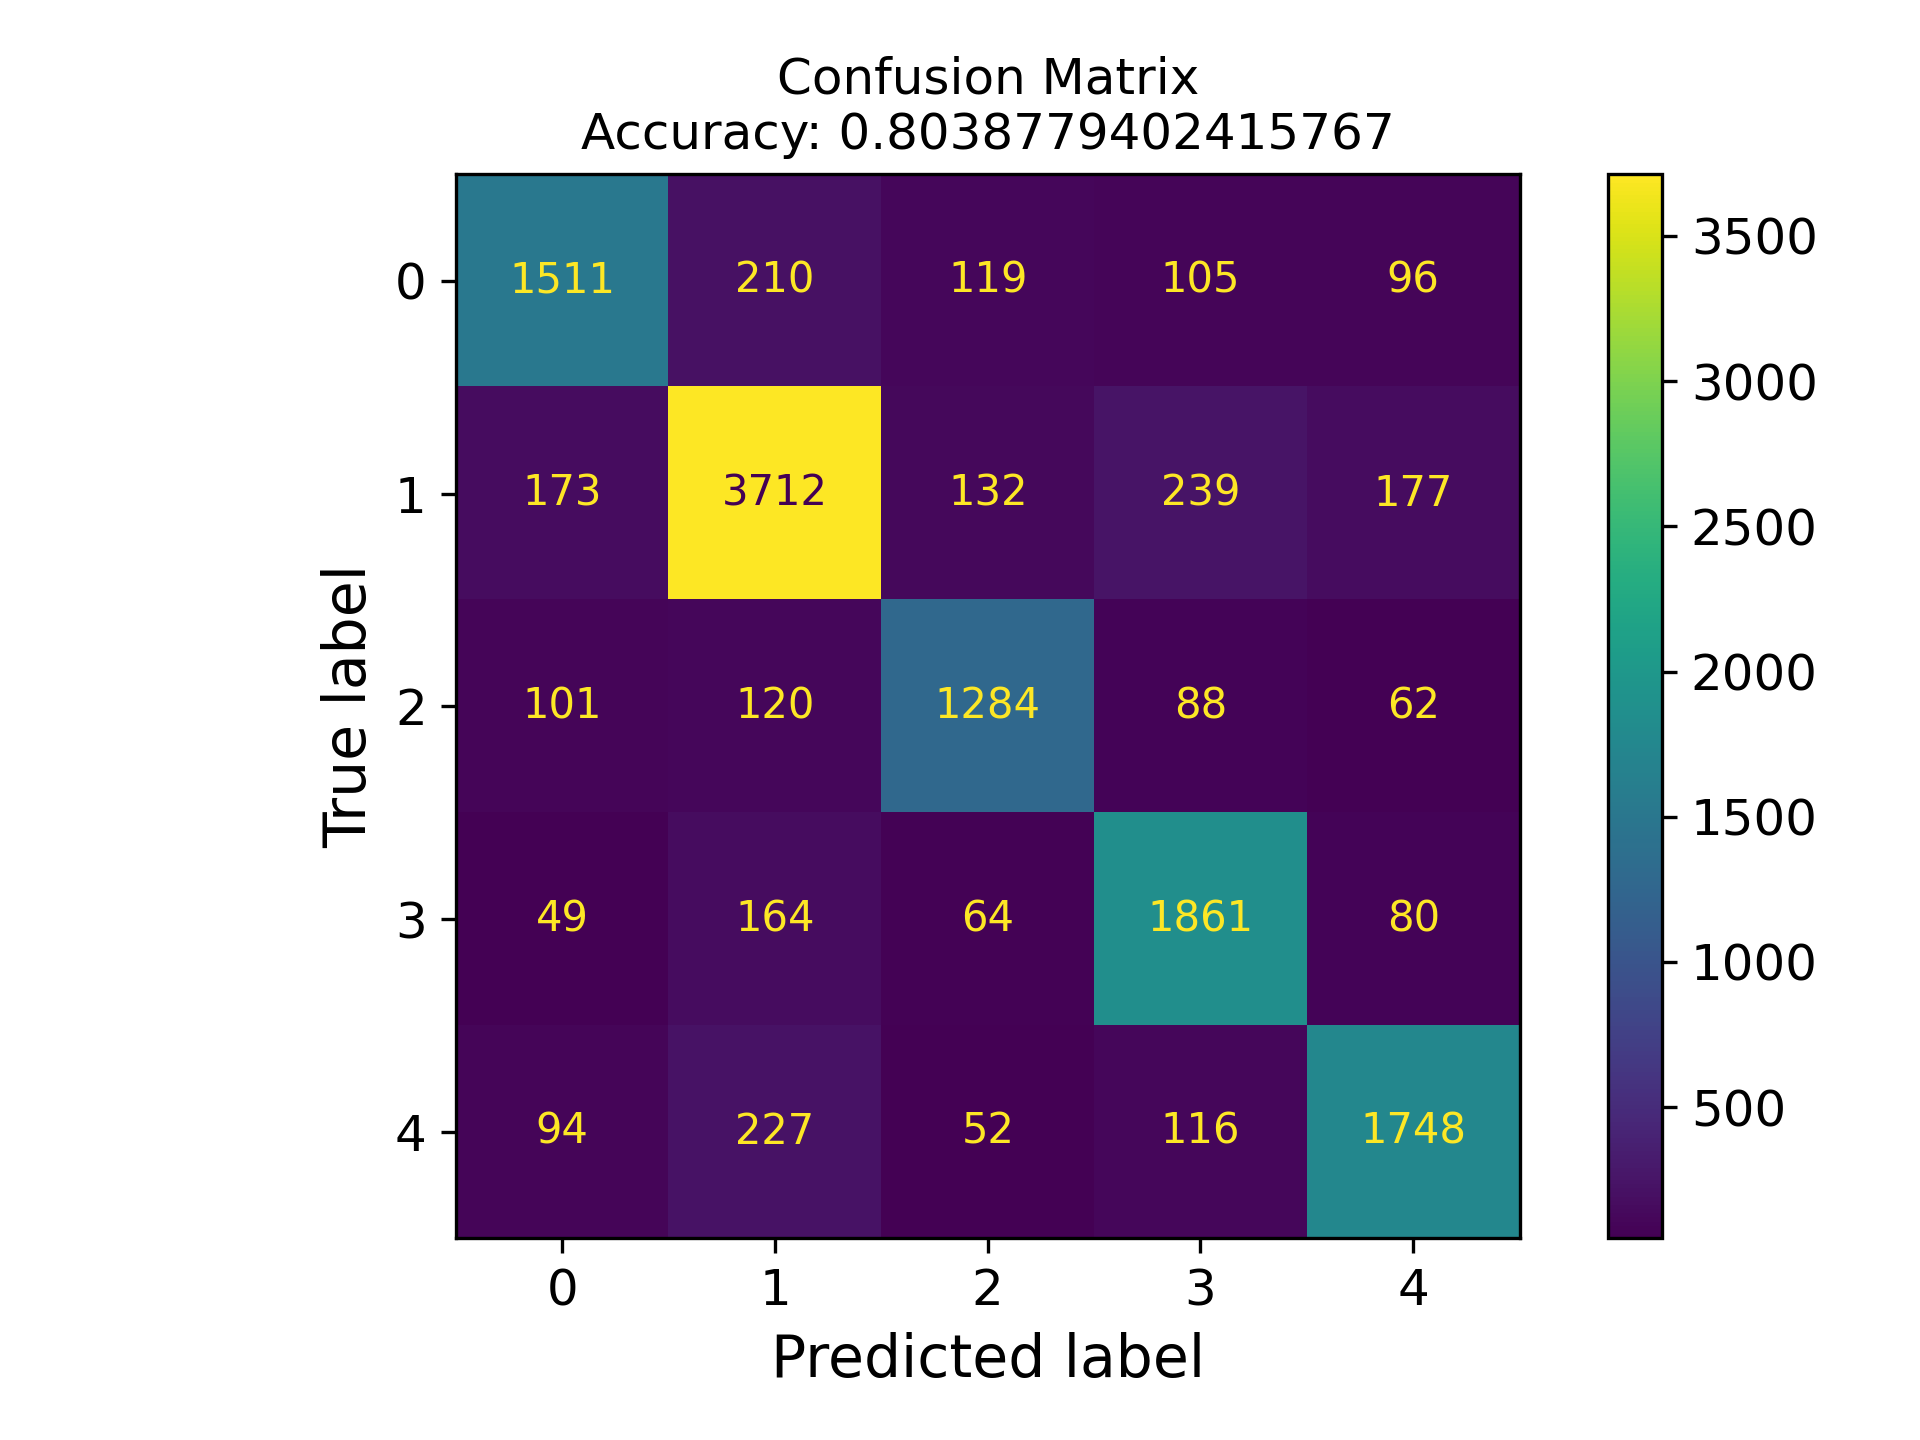 Confusion Matrix
Accuracy: 0.8038779402415767
0 1511 210 119 105 96
1 173 3712 132 239 177
2 101 120 1284 88 62
3 49 164 64 1861 80
4 94 227 52 116 1748
0 1 2 3 4
Predicted label
True label
3500
3000
2500
2000
1500
1000
500